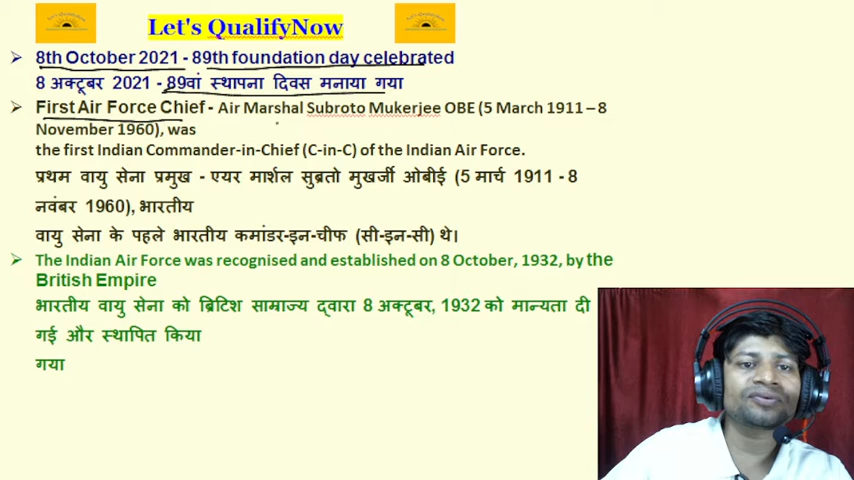 Let's QualifyNow
8th October 2021 - 89th foundation day celebrated
8 अक्टूबर 2021 - 89वां स्थापना दिवस मनाया गया
First Air Force Chief - Air Marshal Subroto Mukerjee OBE (5 March 1911 – 8
November 1960), was
the first Indian Commander-in-Chief (C-in-C) of the Indian Air Force.
प्रथम वायु सेना प्रमुख - एयर मार्शल सुब्रतो मुखर्जी ओबीई (5 मार्च 1911 - 8
नवंबर 1960), भारतीय
वायु सेना के पहले भारतीय कमांडर-इन-चीफ (सी-इन-सी) थे।
The Indian Air Force was recognised and established on 8 October, 1932, by the
British Empire
भारतीय वायु सेना को ब्रिटिश साम्राज्य द्वारा 8 अक्टूबर, 1932 को मान्यता दी
गई और स्थापित किया
गया